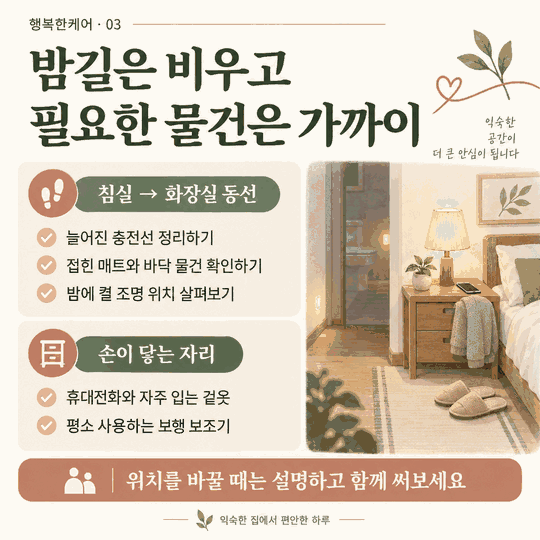 행복한케어 · 03
밤길은 비우고
필요한 물건은 가까이
익숙한
공간이
더 큰 안심이 됩니다
침실 → 화장실 동선
늘어진 충전선 정리하기
접힌 매트와 바닥 물건 확인하기
밤에 켤 조명 위치 살펴보기
손이 닿는 자리
휴대전화와 자주 입는 겉옷
평소 사용하는 보행 보조기
위치를 바꿀 때는 설명하고 함께 써보세요
익숙한 집에서 편안한 하루